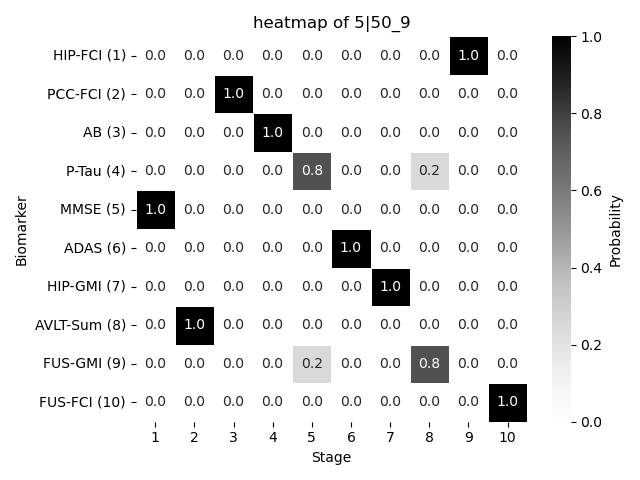 heatmap of 5|50_9
HIP-FCI (1) 0.0 0.0 0.0 0.0 0.0 0.0 0.0 0.0 1.0 0.0
PCC-FCI (2) 0.0 0.0 1.0 0.0 0.0 0.0 0.0 0.0 0.0 0.0
AB (3) 0.0 0.0 0.0 1.0 0.0 0.0 0.0 0.0 0.0 0.0
P-Tau (4) 0.0 0.0 0.0 0.0 0.8 0.0 0.0 0.2 0.0 0.0
MMSE (5) 1.0 0.0 0.0 0.0 0.0 0.0 0.0 0.0 0.0 0.0
ADAS (6) 0.0 0.0 0.0 0.0 0.0 1.0 0.0 0.0 0.0 0.0
HIP-GMI (7) 0.0 0.0 0.0 0.0 0.0 0.0 1.0 0.0 0.0 0.0
AVLT-Sum (8) 0.0 1.0 0.0 0.0 0.0 0.0 0.0 0.0 0.0 0.0
FUS-GMI (9) 0.0 0.0 0.0 0.0 0.2 0.0 0.0 0.8 0.0 0.0
FUS-FCI (10) 0.0 0.0 0.0 0.0 0.0 0.0 0.0 0.0 0.0 1.0
1 2 3 4 5 6 7 8 9 10
Stage
Biomarker
1.0
0.8
0.6
0.4
0.2
0.0
Probability